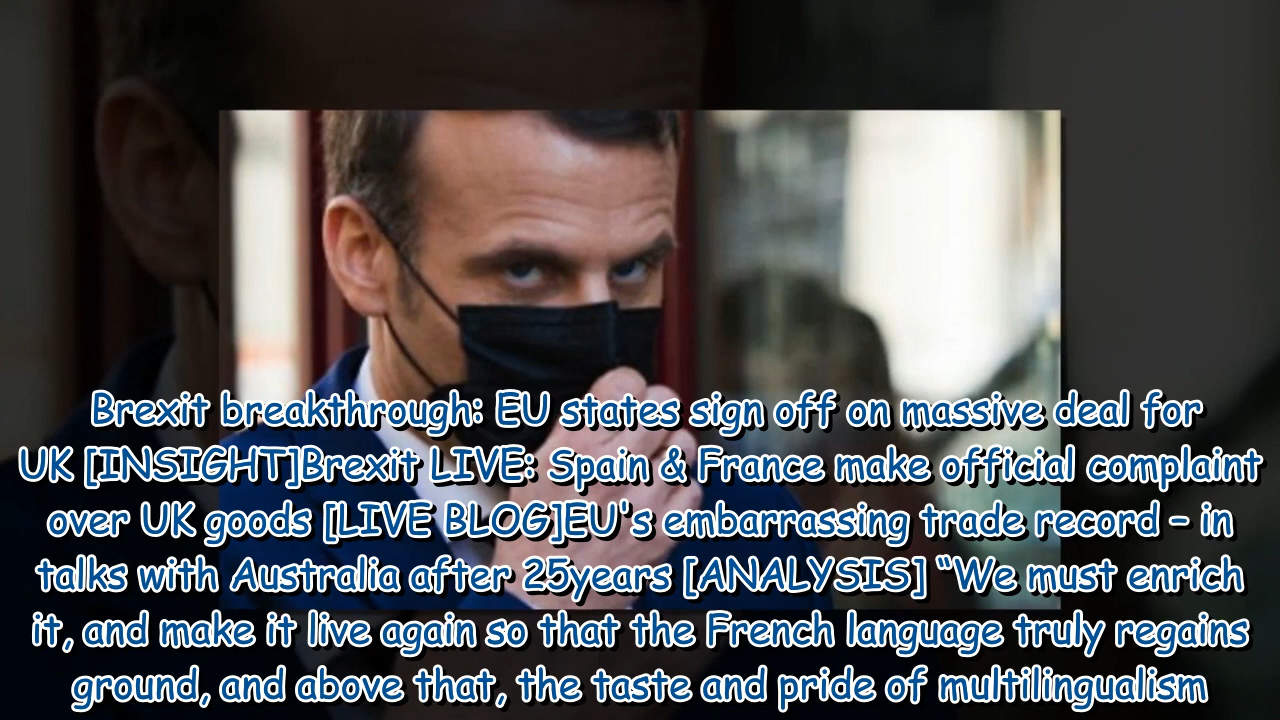 Brexit breakthrough: EU states sign off on massive deal for
UK [INSIGHT]Brexit LIVE: Spain & France make official complaint
over UK goods [LIVE BLOG]EU's embarrassing trade record – in
talks with Australia after 25years [ANALYSIS] “We must enrich
it, and make it live again so that the French language truly regains
ground, and above that, the taste and pride of multilingualism